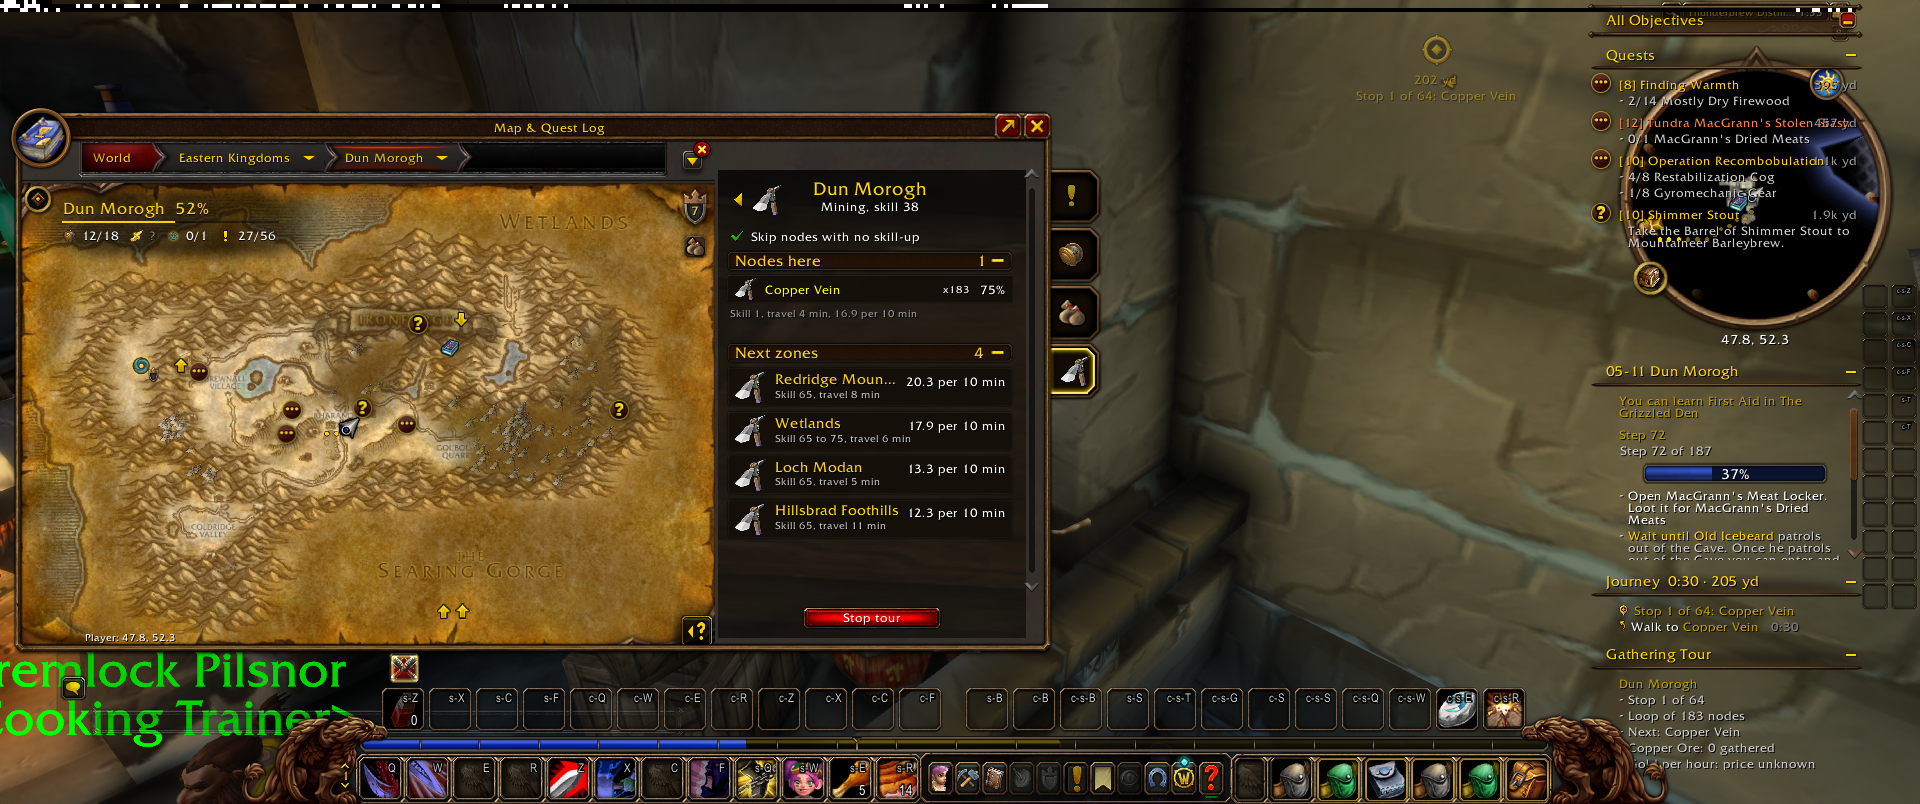 Map & Quest Log
World
Eastern Kingdoms
Dun Morogh
Dun Morogh 52%
12/18
?
0/1
27/56
7
WETLANDS
COLDRIDGE
VALLEY
THE
SEARING GORGE
Player: 47.8, 52.3
Dun Morogh
Mining, skill 38
Skip nodes with no skill-up
Nodes here 1
Copper Vein x183 75%
Skill 1, travel 4 min, 16.9 per 10 min
Next zones 4
Redridge Moun... 20.3 per 10 min
Skill 65, travel 8 min
Wetlands 17.9 per 10 min
Skill 65 to 75, travel 6 min
Loch Modan 13.3 per 10 min
Skill 65, travel 5 min
Hillsbrad Foothills 12.3 per 10 min
Skill 65, travel 11 min
Stop tour
202 yd
Stop 1 of 64: Copper Vein
All Objectives
Quests
[8] Finding Warmth
- 2/14 Mostly Dry Firewood
[12] Tundra MacGrann's Stolen Stash
- 0/1 MacGrann's Dried Meats
[10] Operation Recombobulation 1k yd
- 4/8 Restabilization Cog
- 1/8 Gyromechanic Gear
[10] Shimmer Stout 1.9k yd
Take the Barrel of Shimmer Stout to
Mountaineer Barleybrew.
47.8, 52.3
05-11 Dun Morogh
You can learn First Aid in The
Grizzled Den
Step 72
Step 72 of 187
37%
- Open MacGrann's Meat Locker.
Loot it for MacGrann's Dried
Meats
- Wait until Old Icebeard patrols
out of the Cave. Once he patrols
Journey 0:30 · 205 yd
Stop 1 of 64: Copper Vein
Walk to Copper Vein 0:30
Gathering Tour
Dun Morogh
- Stop 1 of 64
- Loop of 183 nodes
- Next: Copper Vein
Copper Ore: 0 gathered
per hour: price unknown
remlock Pilsnor
Cooking Trainer>
s-Z
0
s-X
s-C
s-F
c-Q
c-W
c-E
c-R
c-Z
c-X
c-C
c-F
s-B
c-B
c-s-B
s-S
c-s-T
c-s-G
c-S
c-s-S
c-s-Q
c-s-W
c-s-E
c-s-R
Q
W
E
R
Z
X
C
F
s-Q
s-W
s-E
5
s-R
14
c-s-Z
c-s-X
c-s-C
c-s-F
s-T
c-T